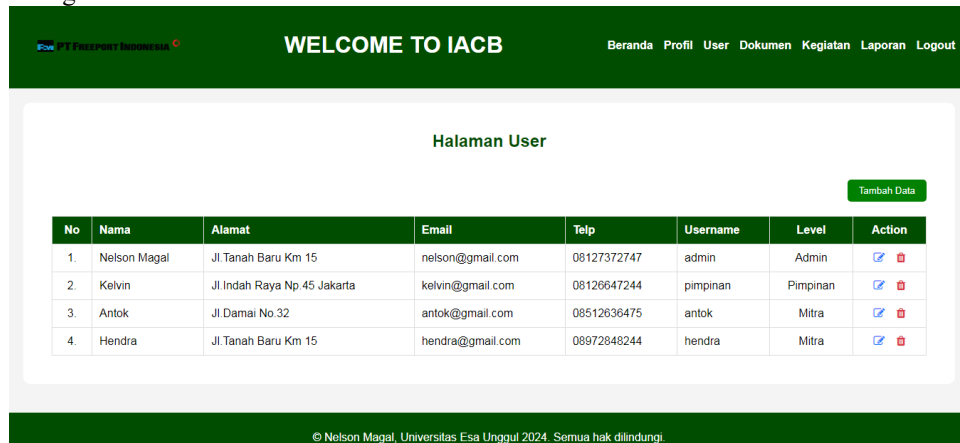 PT FREEPORT INDONESIA
WELCOME TO IACB
Beranda Profil User Dokumen Kegiatan Laporan Logout
Halaman User
Tambah Data
No Nama Alamat Email Telp Username Level Action
1. Nelson Magal Jl.Tanah Baru Km 15 nelson@gmail.com 08127372747 admin Admin
2. Kelvin Jl.Indah Raya Np.45 Jakarta kelvin@gmail.com 08126647244 pimpinan Pimpinan
3. Antok Jl.Damai No.32 antok@gmail.com 08512636475 antok Mitra
4. Hendra Jl.Tanah Baru Km 15 hendra@gmail.com 08972848244 hendra Mitra
© Nelson Magal, Universitas Esa Unggul 2024. Semua hak dilindungi.